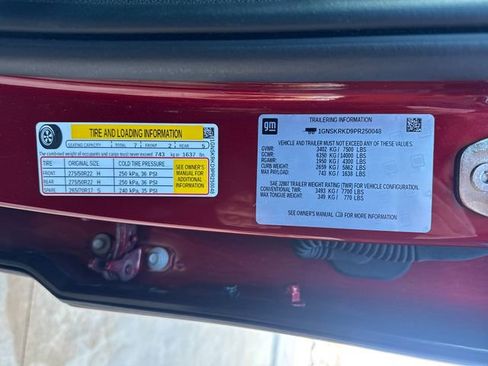 TIRE AND LOADING INFORMATION
SEATING CAPACITY TOTAL 7 FRONT 2 REAR 5
The combined weight of occupants and cargo must never exceed 743 kg or 1637 lbs.
ORIGINAL SIZE COLD TIRE PRESSURE
FRONT 275/50R22 H 250 kPa, 36 PSI
REAR 275/50R22 H 250 kPa, 36 PSI
SPARE 240 kPa, 35 PSI
SEE OWNER'S
MANUAL FOR
ADDITIONAL
INFORMATION
1GNSKRKD9PR250048
gm
TRAILERING INFORMATION
1GNSKRKD9PR250048
VEHICLE AND TRAILER MUST NOT EXCEED ANY OF THESE VALUES:
GVWR: 3402 KG / 7500 LBS
GCWR: 6350 KG / 14000 LBS
RGAWR: 1950 KG / 4300 LBS
CURB WEIGHT: 2659 KG / 5862 LBS
MAX PAYLOAD: 743 KG / 1638 LBS
SAE J2807 TRAILER WEIGHT RATING (TWR) FOR VEHICLE CONFIGURATION.
CONVENTIONAL TWR: 3493 KG / 7700 LBS
MAX TONGUE WEIGHT: 349 KG / 770 LBS
SEE OWNER'S MANUAL FOR MORE INFORMATION